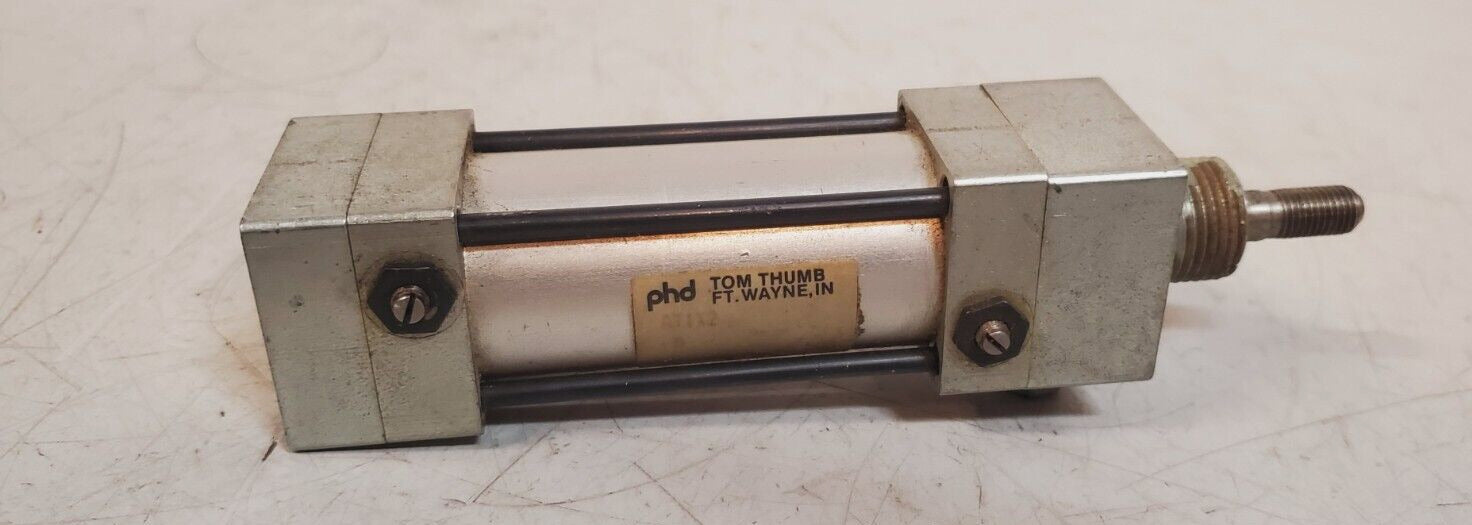 phd TOM THUMB
FT. WAYNE, IN